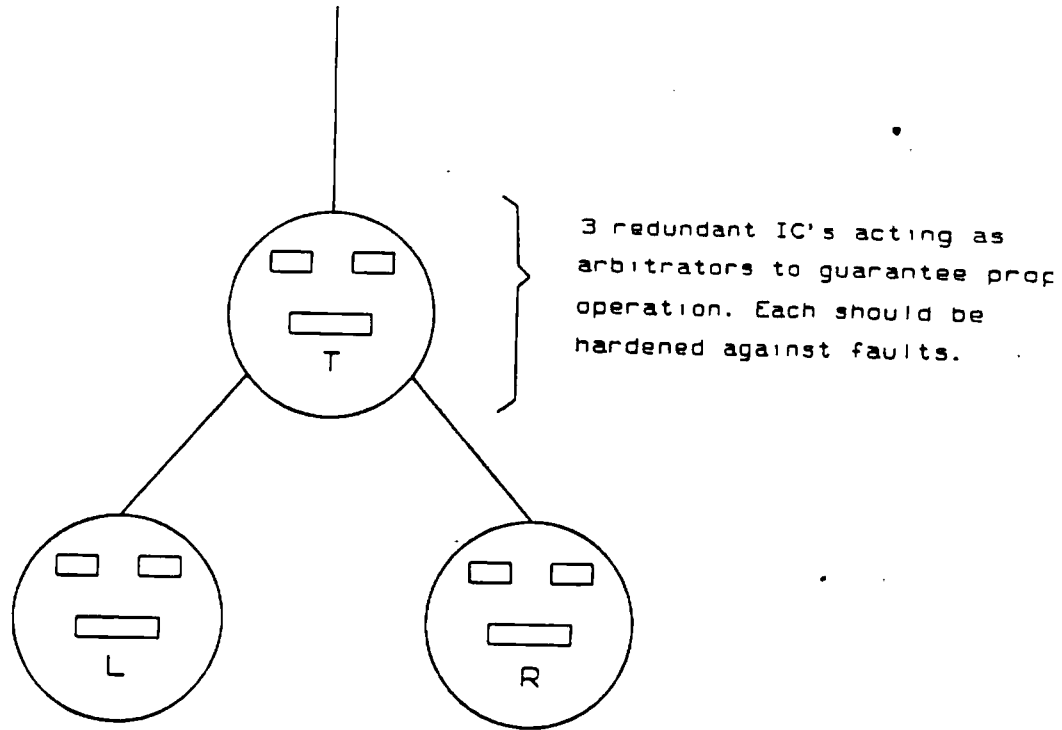 3 redundant IC's acting as
arbitrators to guarantee prop
operation. Each should be
hardened against faults.
T
L
R